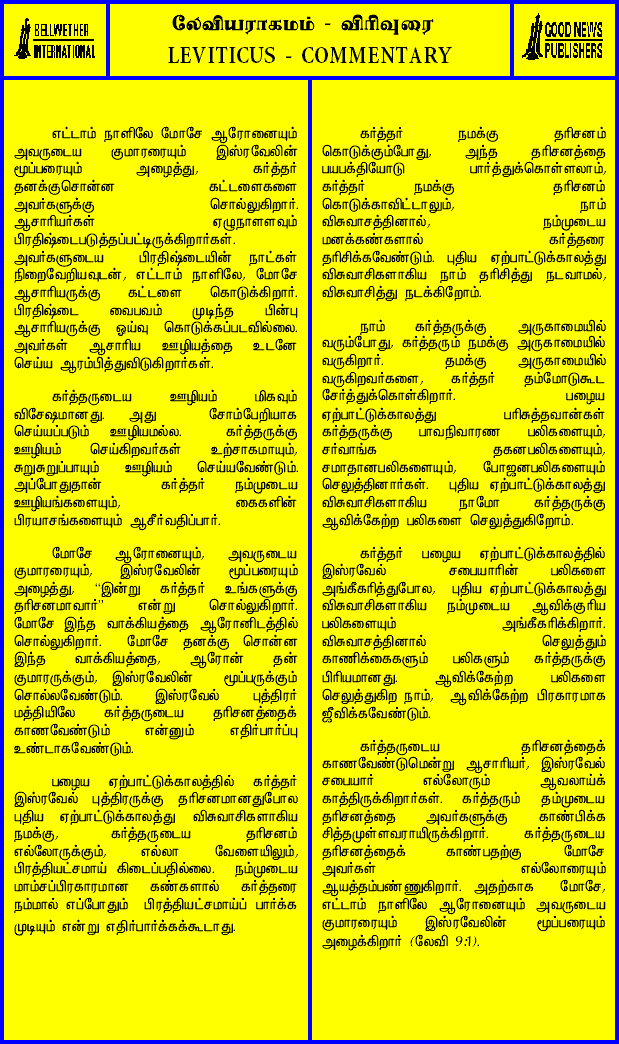 BELLWETHER
INTERNATIONAL
லேவியராகமம் - விரிவுரை
LEVITICUS - COMMENTARY
GOOD NEWS
PUBLISHERS
எட்டாம் நாளிலே மோசே ஆரோனையும்
அவருடைய குமாரரையும் இஸ்ரவேலின்
மூப்பரையும் அழைத்து, கர்த்தர்
தனக்குசொன்ன கட்டளைகளை
அவர்களுக்கு சொல்லுகிறார்.
ஆசாரியர்கள் ஏழுநாளளவும்
பிரதிஷ்டைபடுத்தப்பட்டிருக்கிறார்கள்.
அவர்களுடைய பிரதிஷ்டையின் நாட்கள்
நிறைவேறியவுடன், எட்டாம் நாளிலே, மோசே
ஆசாரியருக்கு கட்டளை கொடுக்கிறார்.
பிரதிஷ்டை வைபவம் முடிந்த பின்பு
ஆசாரியருக்கு ஓய்வு கொடுக்கப்படவில்லை.
அவர்கள் ஆசாரிய ஊழியத்தை உடனே
செய்ய ஆரம்பித்துவிடுகிறார்கள்.
கர்த்தருடைய ஊழியம் மிகவும்
விசேஷமானது. அது சோம்பேறியாக
செய்யப்படும் ஊழியமல்ல. கர்த்தருக்கு
ஊழியம் செய்கிறவர்கள் உற்சாகமாயும்,
சுறுசுறுப்பாயும் ஊழியம் செய்யவேண்டும்.
அப்போதுதான் கர்த்தர் நம்முடைய
ஊழியங்களையும், கைகளின்
பிரயாசங்களையும் ஆசீர்வதிப்பார்.
மோசே ஆரோனையும், அவருடைய
குமாரரையும், இஸ்ரவேலின் மூப்பரையும்
அழைத்து, "இன்று கர்த்தர் உங்களுக்கு
தரிசனமாவார்" என்று சொல்லுகிறார்.
மோசே இந்த வாக்கியத்தை ஆரோனிடத்தில்
சொல்லுகிறார். மோசே தனக்கு சொன்ன
இந்த வாக்கியத்தை, ஆரோன் தன்
குமாரருக்கும், இஸ்ரவேலின் மூப்பருக்கும்
சொல்லவேண்டும். இஸ்ரவேல் புத்திரர்
மத்தியிலே கர்த்தருடைய தரிசனத்தைக்
காணவேண்டும் என்னும் எதிர்பார்ப்பு
உண்டாகவேண்டும்.
பழைய ஏற்பாட்டுக்காலத்தில் கர்த்தர்
இஸ்ரவேல் புத்திரருக்கு தரிசனமானதுபோல
புதிய ஏற்பாட்டுக்காலத்து விசுவாசிகளாகிய
நமக்கு, கர்த்தருடைய தரிசனம்
எல்லோருக்கும், எல்லா வேளையிலும்,
பிரத்தியட்சமாய் கிடைப்பதில்லை. நம்முடைய
மாம்சப்பிரகாரமான கண்களால் கர்த்தரை
நம்மால் எப்போதும் பிரத்தியட்சமாய்ப் பார்க்க
முடியும் என்று எதிர்பார்க்கக்கூடாது.
கர்த்தர் நமக்கு தரிசனம்
கொடுக்கும்போது, அந்த தரிசனத்தை
பயபக்தியோடு பார்த்துக்கொள்ளலாம்,
கர்த்தர் நமக்கு தரிசனம்
கொடுக்காவிட்டாலும், நாம்
விசுவாசத்தினால், நம்முடைய
மனக்கண்களால் கர்த்தரை
தரிசிக்கவேண்டும். புதிய ஏற்பாட்டுக்காலத்து
விசுவாசிகளாகிய நாம் தரிசித்து நடவாமல்,
விசுவாசித்து நடக்கிறோம்.
நாம் கர்த்தருக்கு அருகாமையில்
வரும்போது, கர்த்தரும் நமக்கு அருகாமையில்
வருகிறார். தமக்கு அருகாமையில்
வருகிறவர்களை, கர்த்தர் தம்மோடுகூட
சேர்த்துக்கொள்கிறார். பழைய
ஏற்பாட்டுக்காலத்து பரிசுத்தவான்கள்
கர்த்தருக்கு பாவநிவாரண பலிகளையும்,
சர்வாங்க தகனபலிகளையும்,
சமாதானபலிகளையும், போஜனபலிகளையும்
செலுத்தினார்கள். புதிய ஏற்பாட்டுக்காலத்து
விசுவாசிகளாகிய நாமோ கர்த்தருக்கு
ஆவிக்கேற்ற பலிகளை செலுத்துகிறோம்.
கர்த்தர் பழைய ஏற்பாட்டுக்காலத்தில்
இஸ்ரவேல் சபையாரின் பலிகளை
அங்கீகரித்துபோல, புதிய ஏற்பாட்டுக்காலத்து
விசுவாசிகளாகிய நம்முடைய ஆவிக்குரிய
பலிகளையும் அங்கீகரிக்கிறார்.
விசுவாசத்தினால் செலுத்தும்
காணிக்கைகளும் பலிகளும் கர்த்தருக்கு
பிரியமானது. ஆவிக்கேற்ற பலிகளை
செலுத்துகிற நாம், ஆவிக்கேற்ற பிரகாரமாக
ஜீவிக்கவேண்டும்.
கர்த்தருடைய தரிசனத்தைக்
காணவேண்டுமென்று ஆசாரியர், இஸ்ரவேல்
சபையார் எல்லோரும் ஆவலாய்க்
காத்திருக்கிறார்கள். கர்த்தரும் தம்முடைய
தரிசனத்தை அவர்களுக்கு காண்பிக்க
சித்தமுள்ளவராயிருக்கிறார். கர்த்தருடைய
தரிசனத்தைக் காண்பதற்கு மோசே
அவர்கள் எல்லோரையும்
ஆயத்தம்பண்ணுகிறார். அதற்காக மோசே,
எட்டாம் நாளிலே ஆரோனையும் அவருடைய
குமாரரையும் இஸ்ரவேலின் மூப்பரையும்
அழைக்கிறார் (லேவி 9:1).